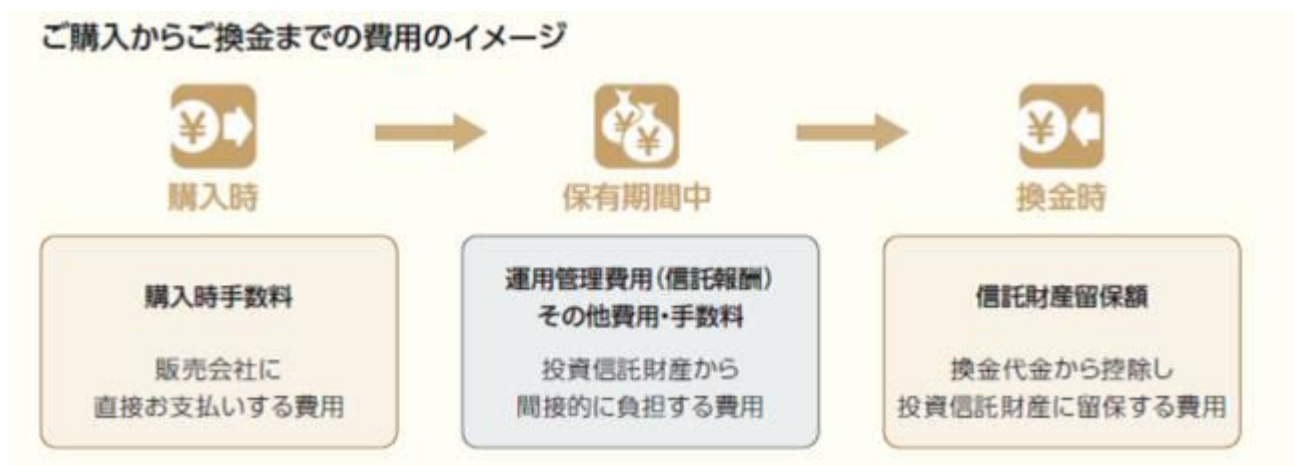 ご購入からご換金までの費用のイメージ
¥
購入時
¥¥
保有期間中
¥
換金時
購入時手数料
販売会社に
直接お支払いする費用
運用管理費用(信託報酬)
その他費用・手数料
投資信託財産から
間接的に負担する費用
信託財産留保額
換金代金から控除し
投資信託財産に留保する費用